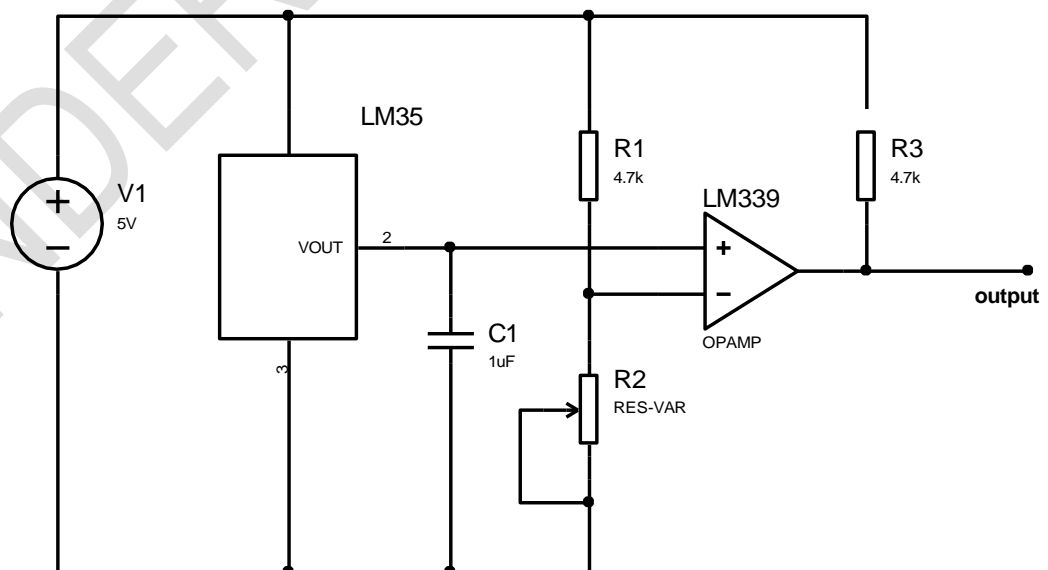 LM35
R1
4.7k
R3
4.7k
V1
5V
LM339
VOUT
2
+
−
+
−
C1
1uF
OPAMP
output
3
R2
RES-VAR